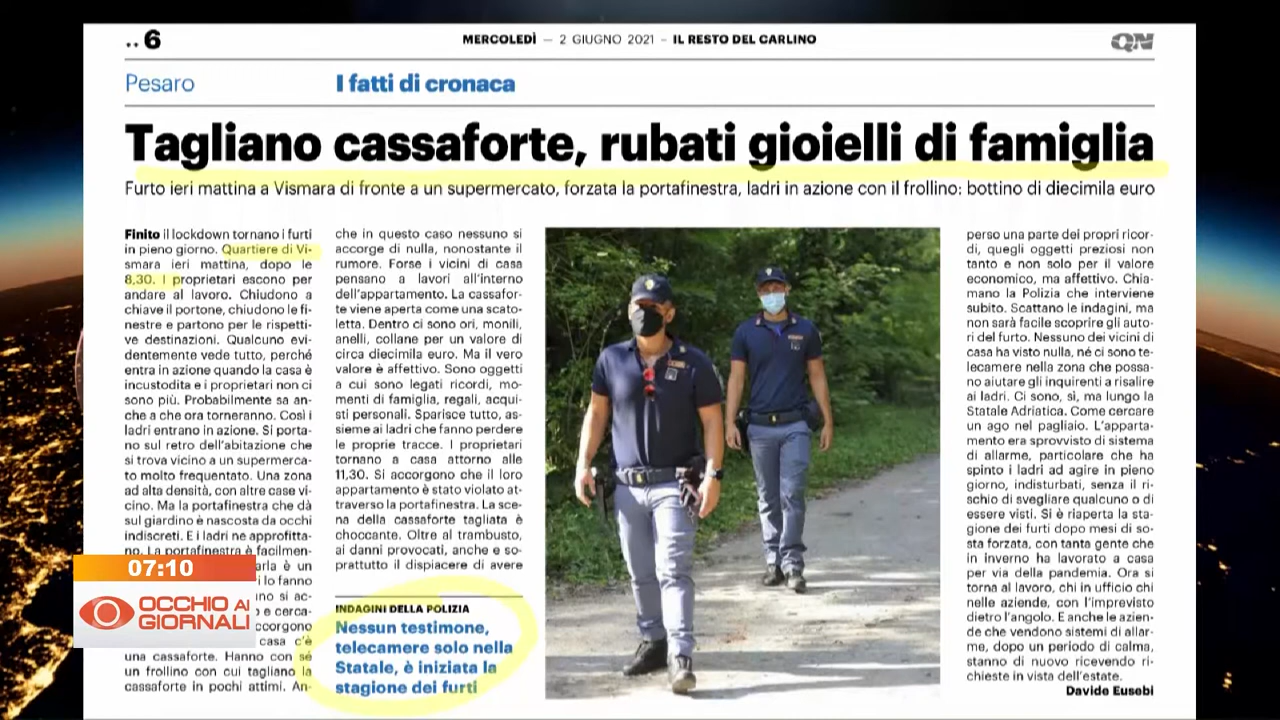 .. 6
MERCOLEDÌ — 2 GIUGNO 2021 – IL RESTO DEL CARLINO
QN
Pesaro
I fatti di cronaca
Tagliano cassaforte, rubati gioielli di famiglia
Furto ieri mattina a Vismara di fronte a un supermercato, forzata la portafinestra, ladri in azione con il frollino: bottino di diecimila euro
Finito il lockdown tornano i furti
in pieno giorno. Quartiere di Vi-
smara ieri mattina, dopo le
8,30. I proprietari escono per
andare al lavoro. Chiudono a
chiave il portone, chiudono le fi-
nestre e partono per le rispetti-
ve destinazioni. Qualcuno evi-
dentemente vede tutto, perché
entra in azione quando la casa è
incustodita e i proprietari non ci
sono più. Probabilmente sa an-
che a che ora torneranno. Così i
ladri entrano in azione. Si porta-
no sul retro dell'abitazione che
si trova vicino a un supermerca-
to molto frequentato. Una zona
ad alta densità, con altre case vi-
cino. Ma la portafinestra che dà
sul giardino è nascosta da occhi
indiscreti. E i ladri ne approfitta-
no. La portafinestra è facilmen-
arla è un
i lo fanno
no si ac-
o e cerca-
ccorgono
casa c'è
una cassaforte. Hanno con sé
un frollino con cui tagliano la
cassaforte in pochi attimi. An-
che in questo caso nessuno si
accorge di nulla, nonostante il
rumore. Forse i vicini di casa
pensano a lavori all'interno
dell'appartamento. La cassafor-
te viene aperta come una scato-
letta. Dentro ci sono ori, monili,
anelli, collane per un valore di
circa diecimila euro. Ma il vero
valore è affettivo. Sono oggetti
a cui sono legati ricordi, mo-
menti di famiglia, regali, acqui-
sti personali. Sparisce tutto, as-
sieme ai ladri che fanno perdere
le proprie tracce. I proprietari
tornano a casa attorno alle
11,30. Si accorgono che il loro
appartamento è stato violato at-
traverso la portafinestra. La sce-
na della cassaforte tagliata è
choccante. Oltre al trambusto,
ai danni provocati, anche e so-
prattutto il dispiacere di avere
INDAGINI DELLA POLIZIA
Nessun testimone,
telecamere solo nella
Statale, è iniziata la
stagione dei furti
perso una parte dei propri ricor-
di, quegli oggetti preziosi non
tanto e non solo per il valore
economico, ma affettivo. Chia-
mano la Polizia che interviene
subito. Scattano le indagini, ma
non sarà facile scoprire gli auto-
ri del furto. Nessuno dei vicini di
casa ha visto nulla, né ci sono te-
lecamere nella zona che possa-
no aiutare gli inquirenti a risalire
ai ladri. Ci sono, sì, ma lungo la
Statale Adriatica. Come cercare
un ago nel pagliaio. L'apparta-
mento era sprovvisto di sistema
di allarme, particolare che ha
spinto i ladri ad agire in pieno
giorno, indisturbati, senza il ri-
schio di svegliare qualcuno o di
essere visti. Si è riaperta la sta-
gione dei furti dopo mesi di so-
sta forzata, con tanta gente che
in inverno ha lavorato a casa
per via della pandemia. Ora si
torna al lavoro, chi in ufficio chi
nelle aziende, con l'imprevisto
dietro l'angolo. E anche le azien-
de che vendono sistemi di allar-
me, dopo un periodo di calma,
stanno di nuovo ricevendo ri-
chieste in vista dell'estate.
Davide Eusebi
07:10
OCCHIO AI
GIORNALI